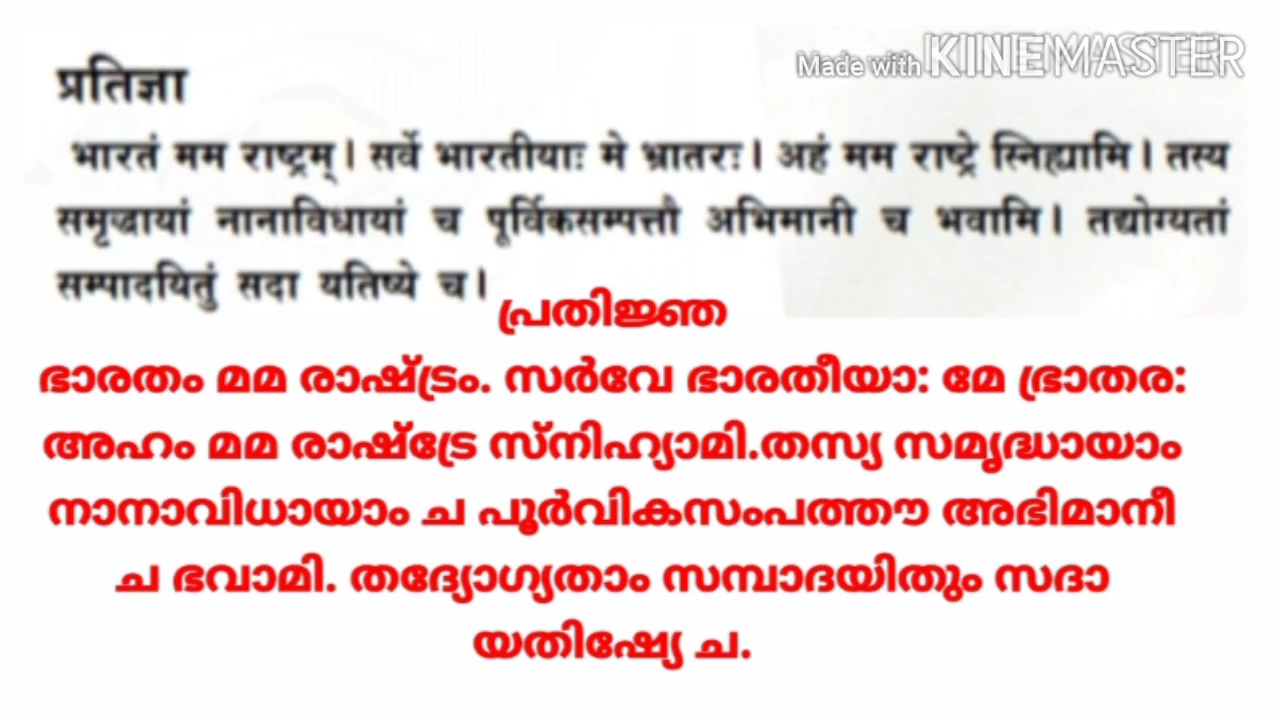 Made with KINEMASTER
प्रतिज्ञा
भारतं मम राष्ट्रम् । सर्वे भारतीयाः मे भ्रातरः । अहं मम राष्ट्रे स्निह्यामि । तस्य
समृद्धायां नानाविधायां च पूर्विकसम्पत्तौ अभिमानी च भवामि । तद्योग्यतां
सम्पादयितुं सदा यतिष्ये च ।
പ്രതിജ്ഞ
ഭാരതം മമ രാഷ്ട്രം. സർവേ ഭാരതീയാ: മേ ഭ്രാതര:
അഹം മമ രാഷ്ട്രേ സ്നിഹ്യാമി.തസ്യ സമൃദ്ധായാം
നാനാവിധായാം ച പൂർവികസംപത്തൗ അഭിമാനീ
ച ഭവാമി. തദ്യോഗ്യതാം സമ്പാദയിതും സദാ
യതിഷ്യേ ച.